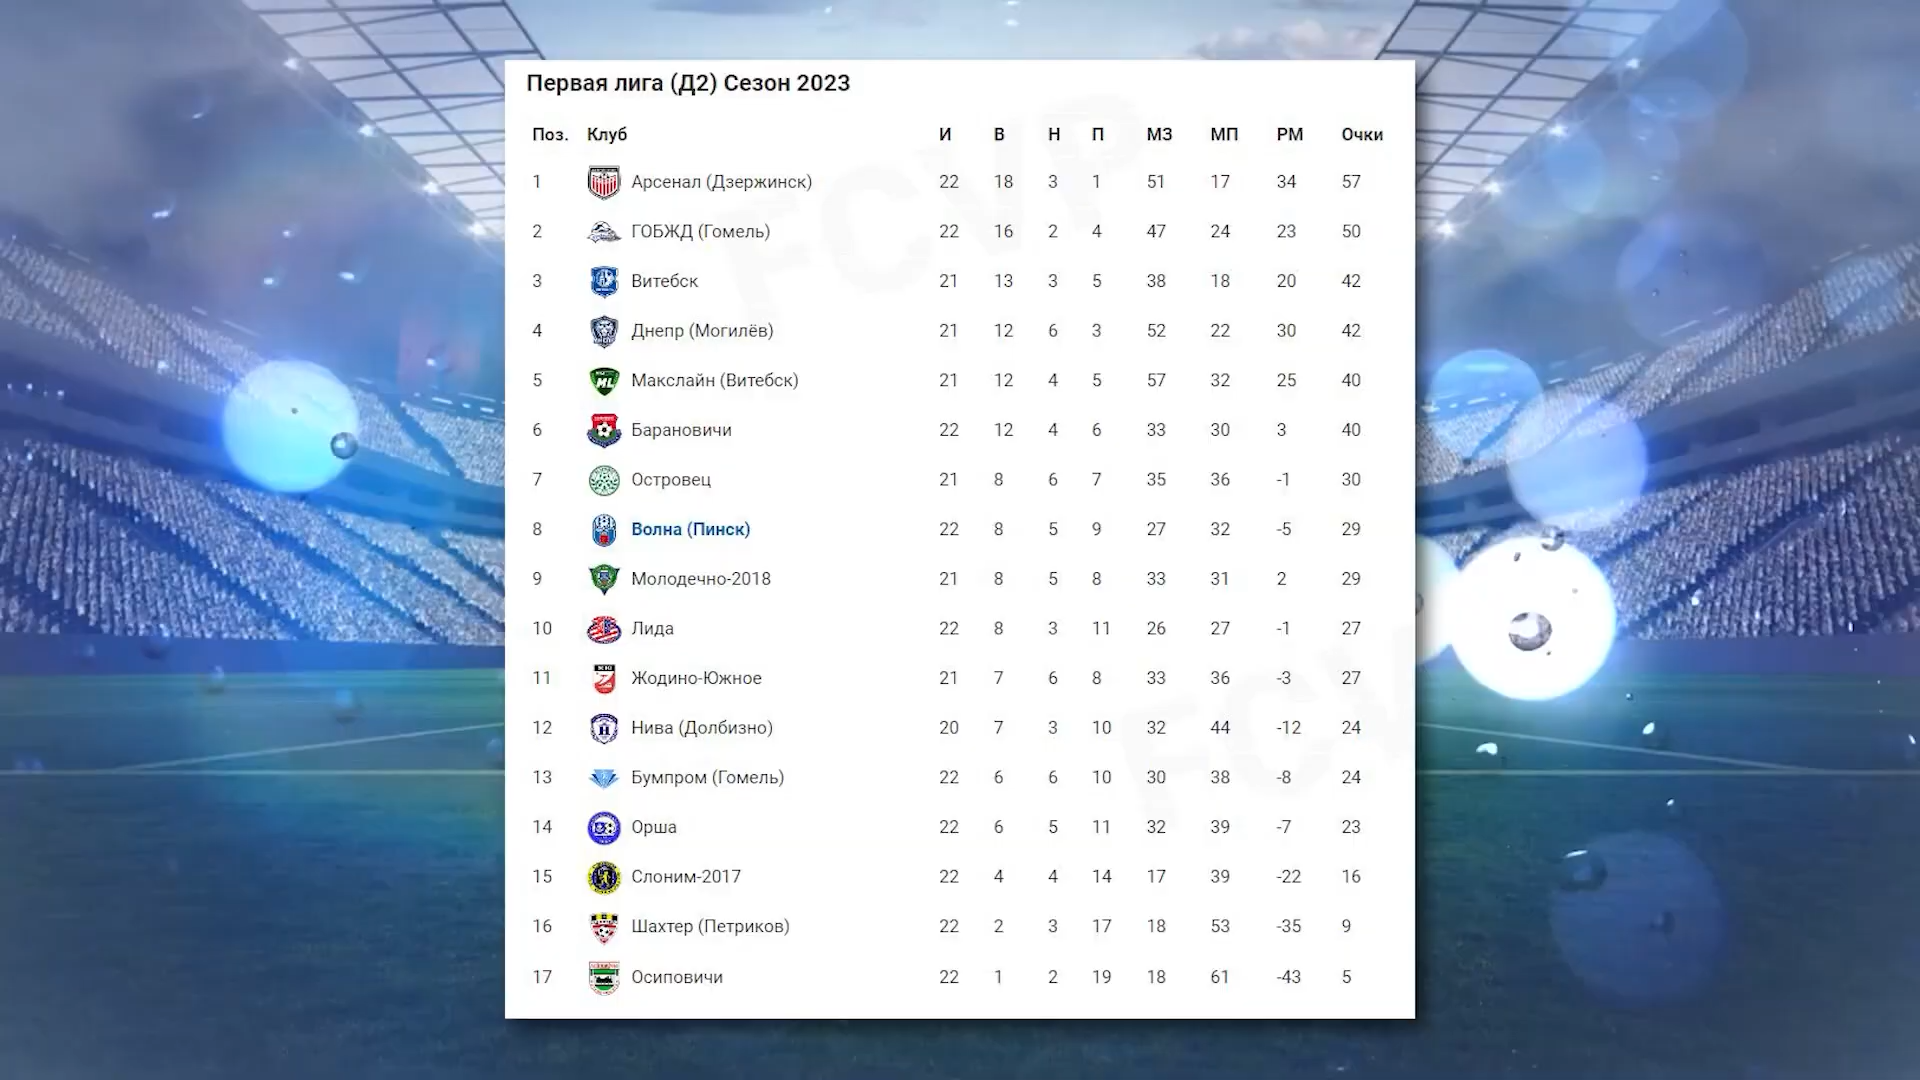 Первая лига (Д2) Сезон 2023
Поз. Клуб И В Н П МЗ МП РМ Очки
1 Арсенал (Дзержинск) 22 18 3 1 51 17 34 57
2 ГОБЖД (Гомель) 22 16 2 4 47 24 23 50
3 Витебск 21 13 3 5 38 18 20 42
4 Днепр (Могилёв) 21 12 6 3 52 22 30 42
5 Макслайн (Витебск) 21 12 4 5 57 32 25 40
6 Барановичи 22 12 4 6 33 30 3 40
7 Островец 21 8 6 7 35 36 -1 30
8 Волна (Пинск) 22 8 5 9 27 32 -5 29
9 Молодечно-2018 21 8 5 8 33 31 2 29
10 Лида 22 8 3 11 26 27 -1 27
11 Жодино-Южное 21 7 6 8 33 36 -3 27
12 Нива (Долбизно) 20 7 3 10 32 44 -12 24
13 Бумпром (Гомель) 22 6 6 10 30 38 -8 24
14 Орша 22 6 5 11 32 39 -7 23
15 Слоним-2017 22 4 4 14 17 39 -22 16
16 Шахтер (Петриков) 22 2 3 17 18 53 -35 9
17 Осиповичи 22 1 2 19 18 61 -43 5
FCVP